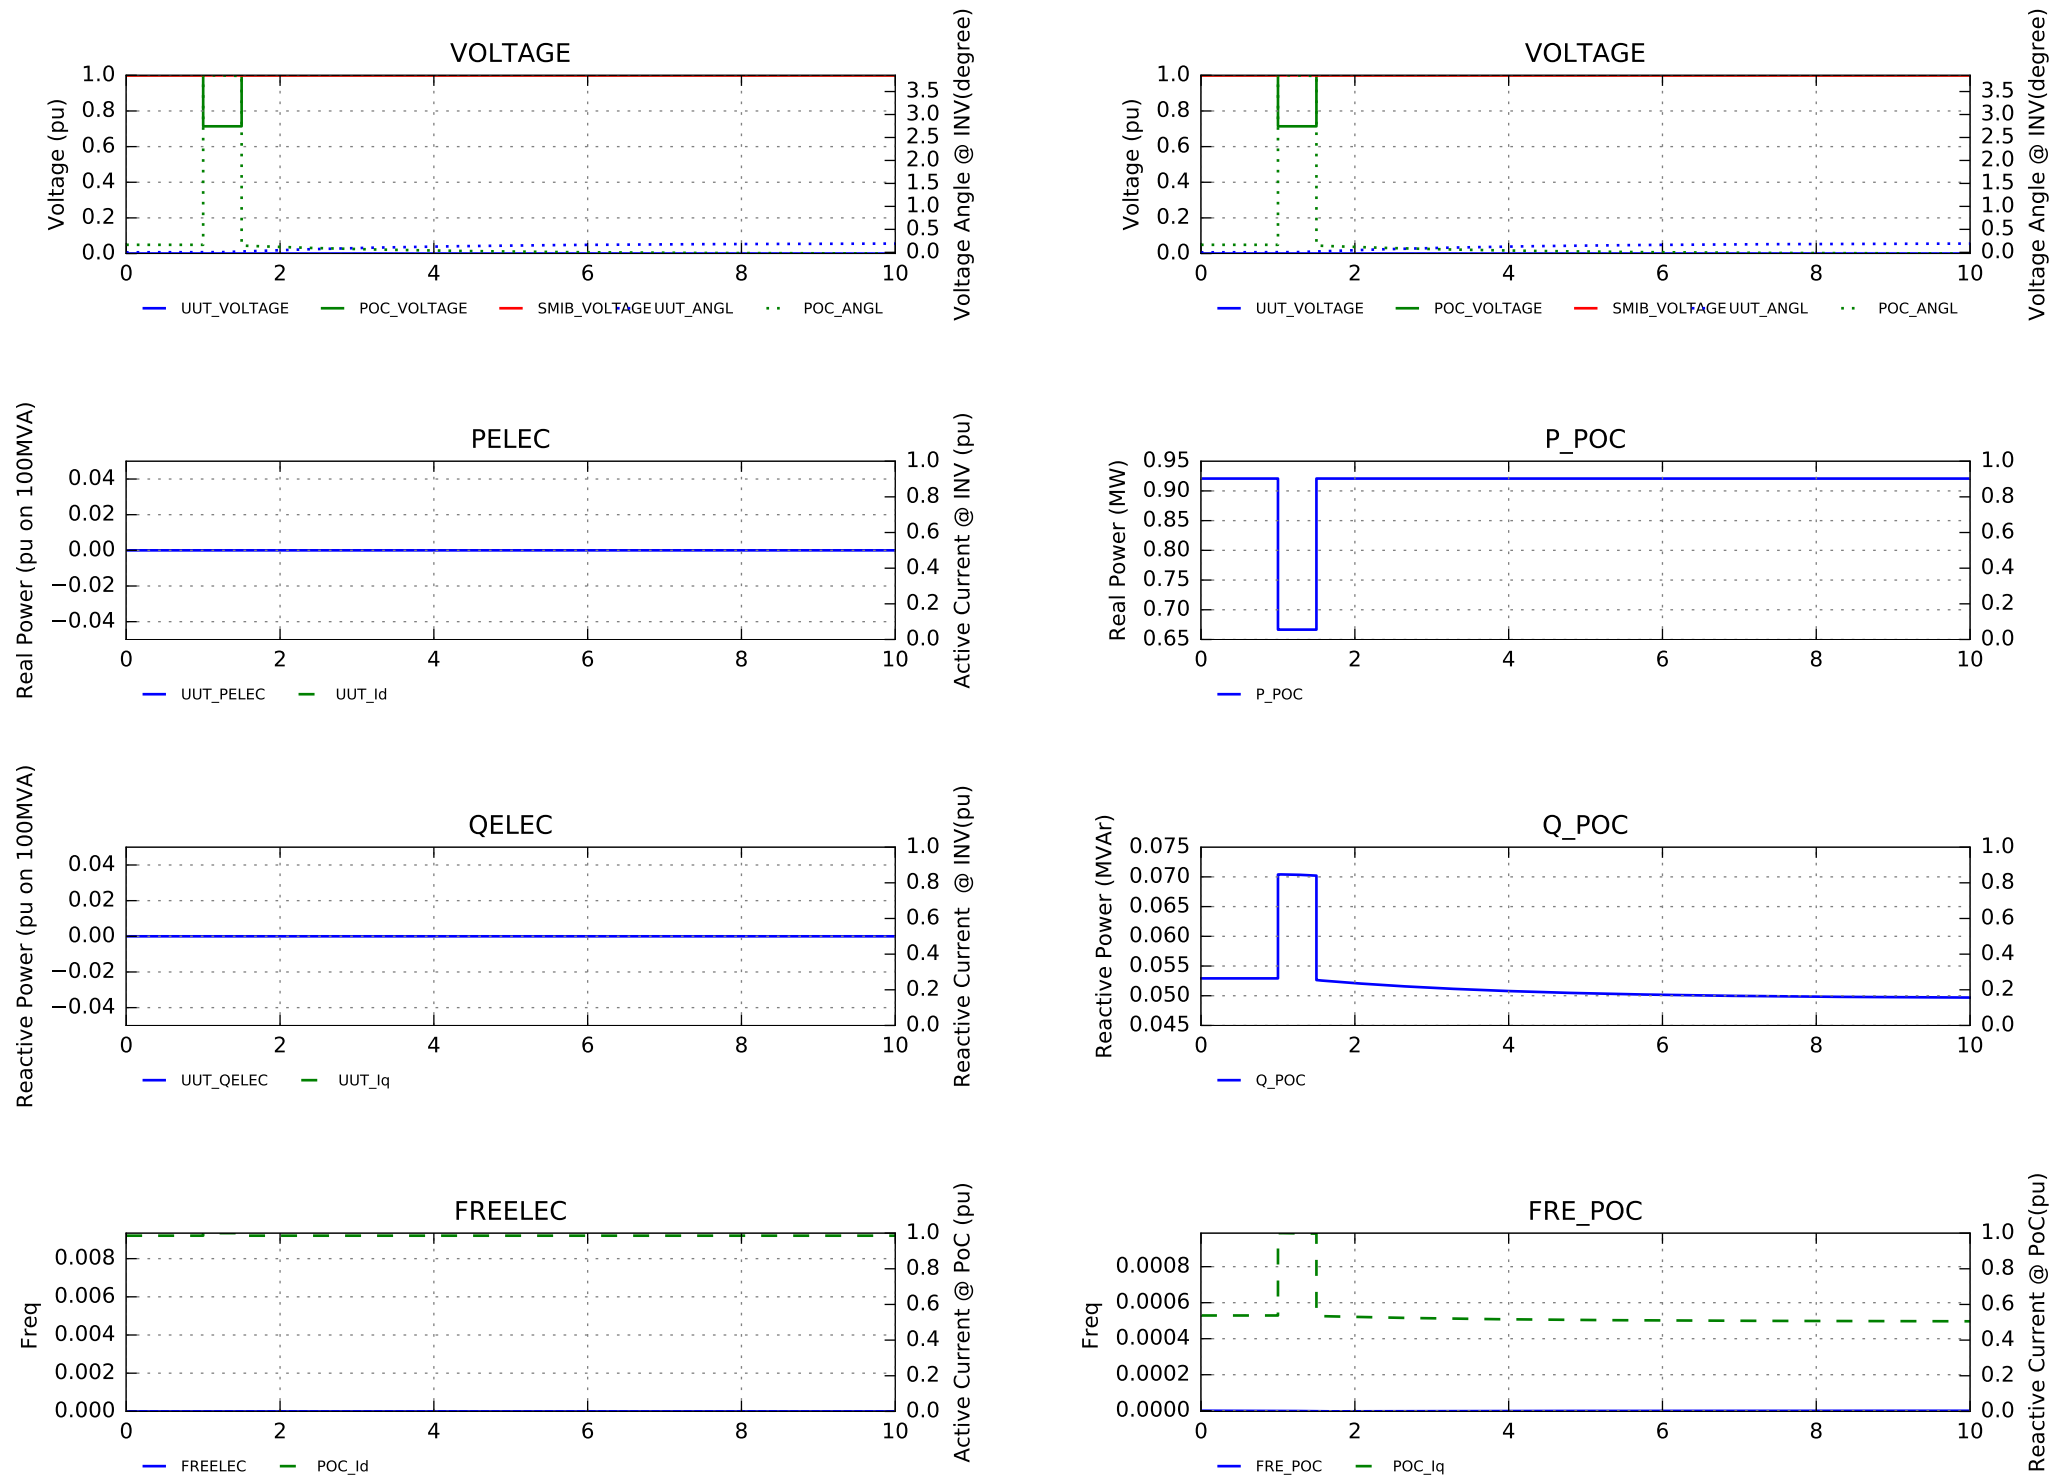 VOLTAGE
Voltage (pu)
1.0
0.8
0.6
0.4
0.2
0.0
3.5
3.0
2.5
2.0
1.5
1.0
0.5
0.0
Voltage Angle @ INV(degree)
0 2 4 6 8 10
UUT_VOLTAGE POC_VOLTAGE SMIB_VOLTAGE UUT_ANGL POC_ANGL
VOLTAGE
Voltage (pu)
1.0
0.8
0.6
0.4
0.2
0.0
3.5
3.0
2.5
2.0
1.5
1.0
0.5
0.0
Voltage Angle @ INV(degree)
0 2 4 6 8 10
UUT_VOLTAGE POC_VOLTAGE SMIB_VOLTAGE UUT_ANGL POC_ANGL
PELEC
Real Power (pu on 100MVA)
0.04
0.02
0.00
−0.02
−0.04
1.0
0.8
0.6
0.4
0.2
0.0
Active Current @ INV (pu)
0 2 4 6 8 10
UUT_PELEC UUT_Id
P_POC
Real Power (MW)
0.95
0.90
0.85
0.80
0.75
0.70
0.65
1.0
0.8
0.6
0.4
0.2
0.0
0 2 4 6 8 10
P_POC
QELEC
Reactive Power (pu on 100MVA)
0.04
0.02
0.00
−0.02
−0.04
1.0
0.8
0.6
0.4
0.2
0.0
Reactive Current @ INV(pu)
0 2 4 6 8 10
UUT_QELEC UUT_Iq
Q_POC
Reactive Power (MVAr)
0.075
0.070
0.065
0.060
0.055
0.050
0.045
1.0
0.8
0.6
0.4
0.2
0.0
0 2 4 6 8 10
Q_POC
FREELEC
Freq
0.008
0.006
0.004
0.002
0.000
1.0
0.8
0.6
0.4
0.2
0.0
Active Current @ PoC (pu)
0 2 4 6 8 10
FREELEC POC_Id
FRE_POC
Freq
0.0008
0.0006
0.0004
0.0002
0.0000
1.0
0.8
0.6
0.4
0.2
0.0
Reactive Current @ PoC(pu)
0 2 4 6 8 10
FRE_POC POC_Iq